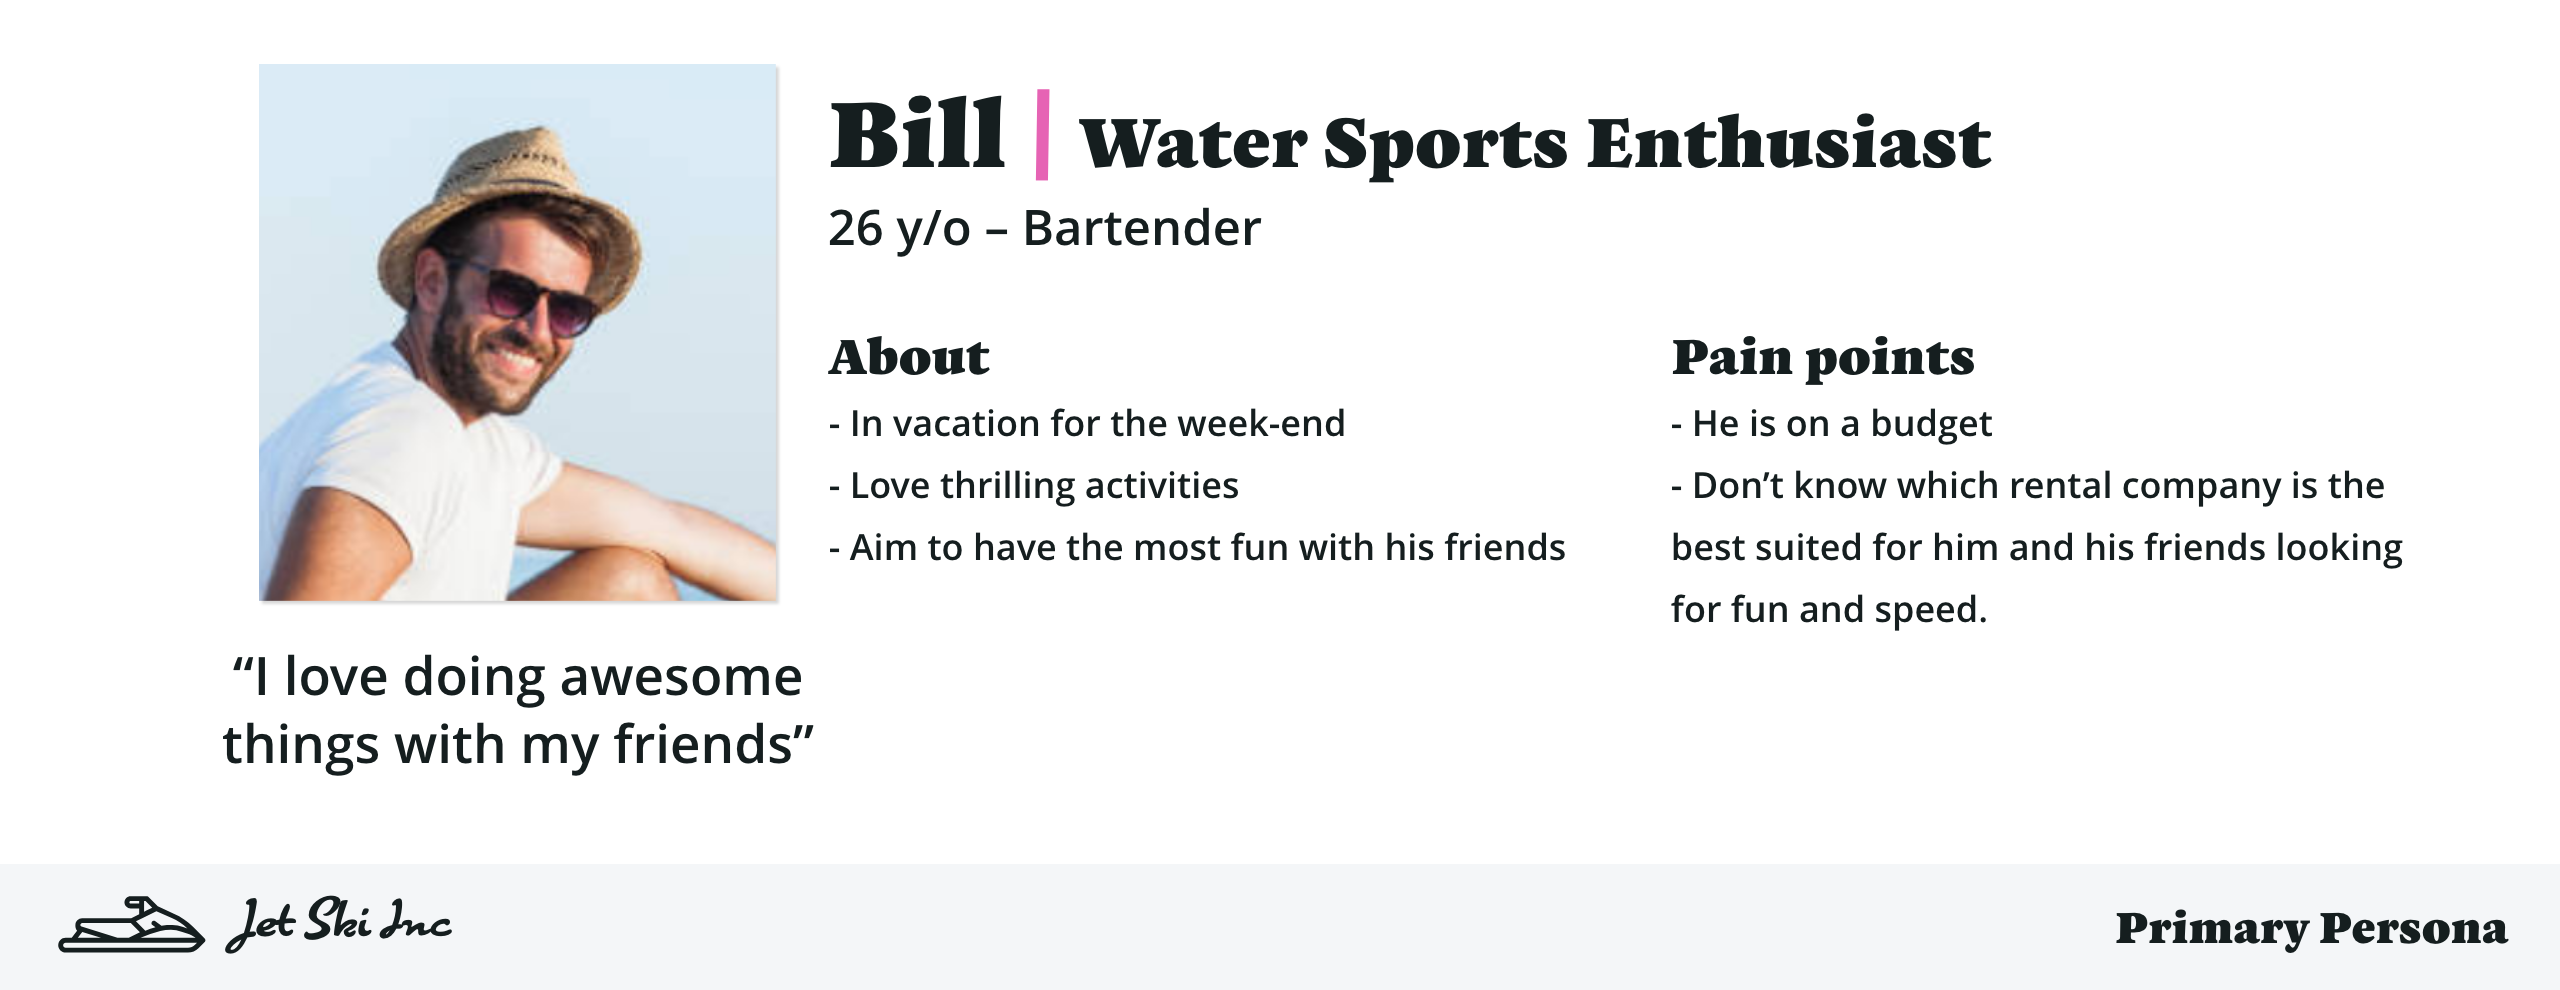 Bill | Water Sports Enthusiast
26 y/o – Bartender
About
- In vacation for the week-end
- Love thrilling activities
- Aim to have the most fun with his friends
Pain points
- He is on a budget
- Don’t know which rental company is the
best suited for him and his friends looking
for fun and speed.
“I love doing awesome
things with my friends”
Jet Ski Inc
Primary Persona